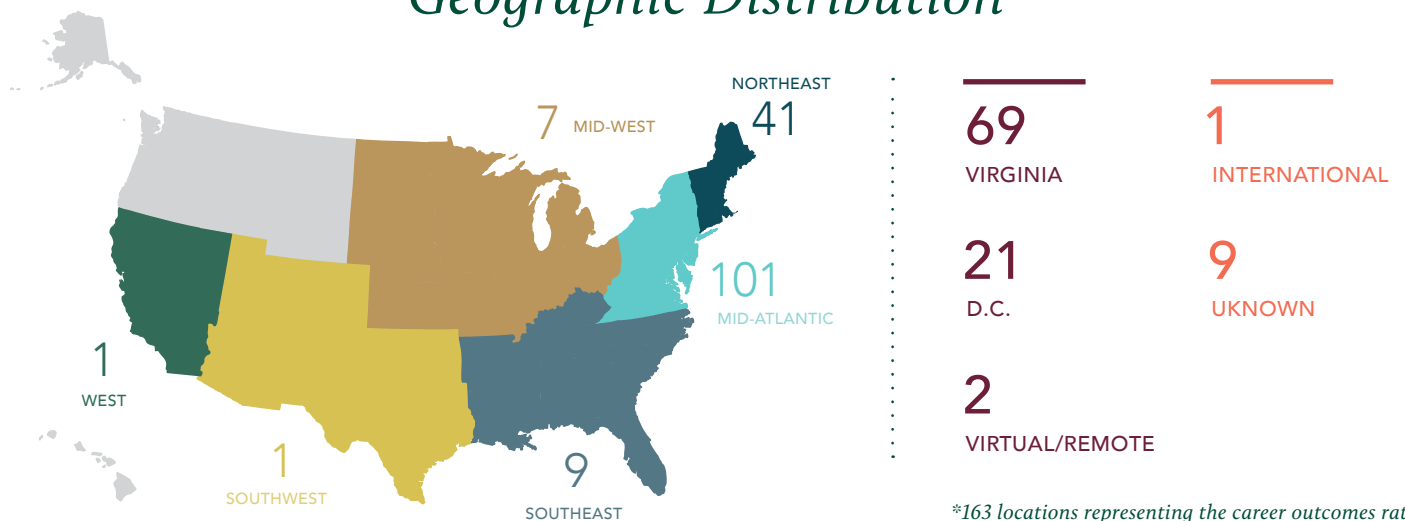 Geographic Distribution
NORTHEAST
41
7 MID-WEST
101
MID-ATLANTIC
1
WEST
1
SOUTHWEST
9
SOUTHEAST
69
VIRGINIA
21
D.C.
2
VIRTUAL/REMOTE
1
INTERNATIONAL
9
UKNOWN
*163 locations representing the career outcomes